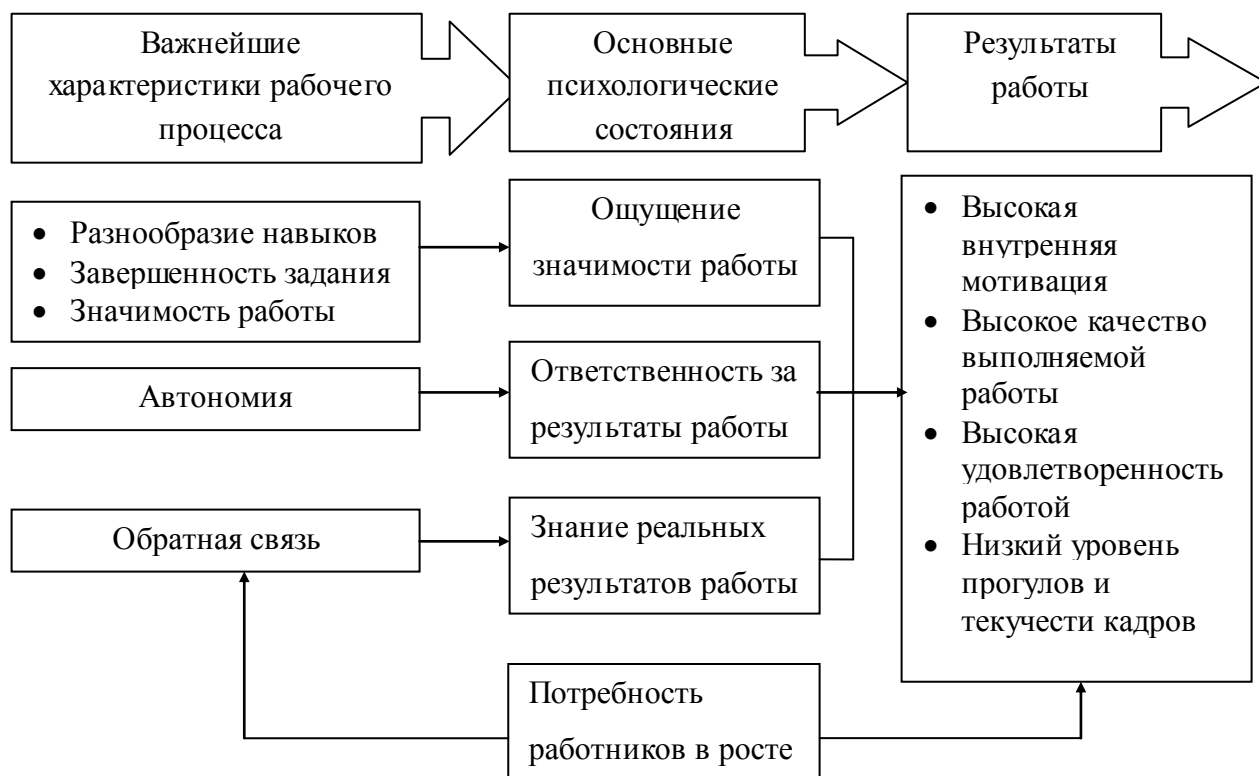 Важнейшие
характеристики рабочего
процесса
Основные
психологические
состояния
Результаты
работы
• Разнообразие навыков
• Завершенность задания
• Значимость работы
Ощущение
значимости работы
Автономия
Ответственность за
результаты работы
Обратная связь
Знание реальных
результатов работы
• Высокая
внутренняя
мотивация
• Высокое качество
выполняемой
работы
• Высокая
удовлетворенность
работой
• Низкий уровень
прогулов и
текучести кадров
Потребность
работников в росте